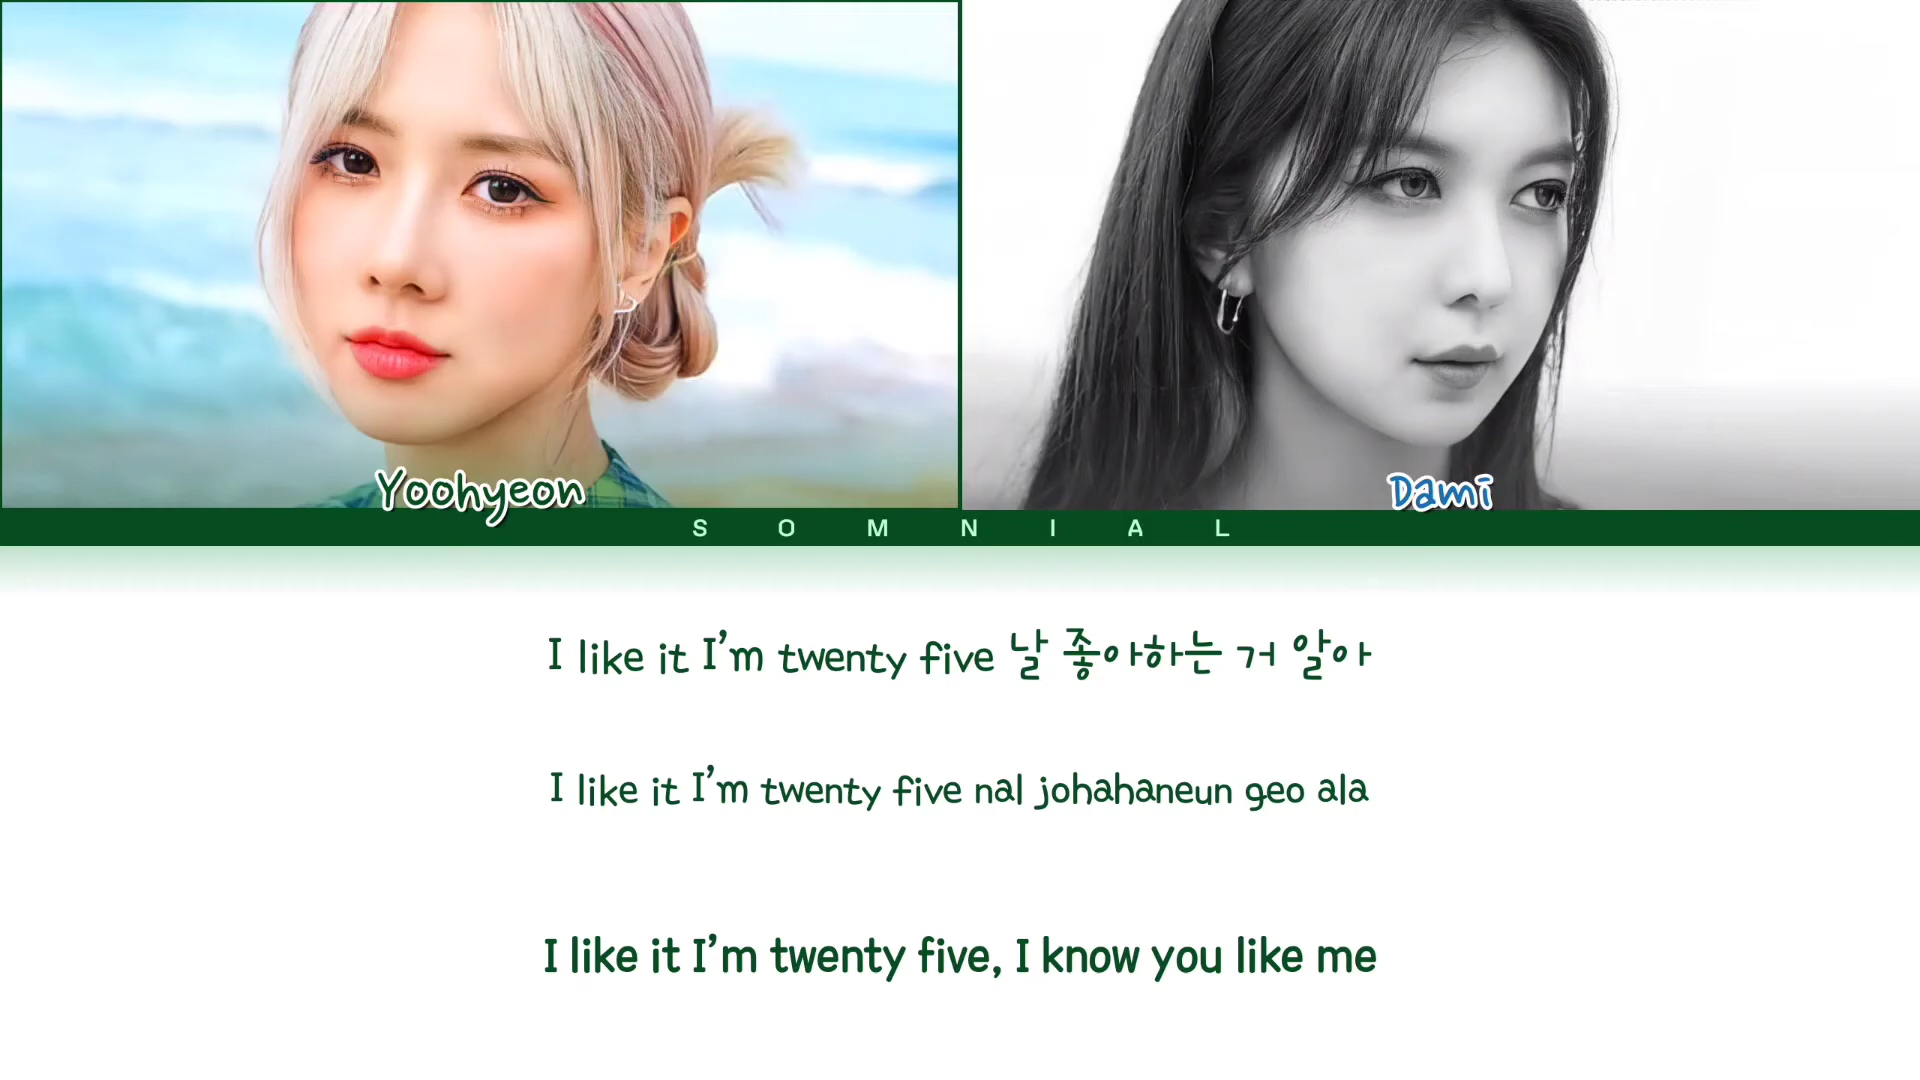 Yoohyeon
Dami
SOMNIAL
I like it I'm twenty five 날 좋아하는 거 알아
I like it I'm twenty five nal johahaneun geo ala
I like it I'm twenty five, I know you like me